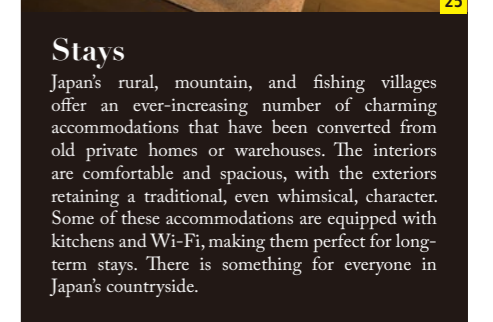 25
Stays
Japan's rural, mountain, and fishing villages
offer an ever-increasing number of charming
accommodations that have been converted from
old private homes or warehouses. The interiors
are comfortable and spacious, with the exteriors
retaining a traditional, even whimsical, character.
Some of these accommodations are equipped with
kitchens and Wi-Fi, making them perfect for long-
term stays. There is something for everyone in
Japan's countryside.